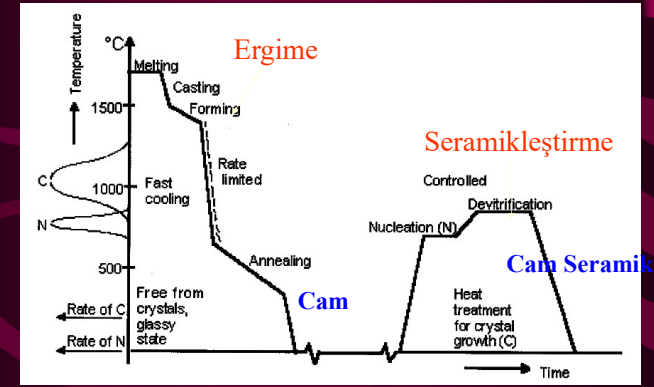 Temperature
°C
Melting
Ergime
Casting
1500
Forming
Seramikleştirme
Rate
limited
C
1000
Fast
cooling
Controlled
Devitrification
N
Nucleation (N)
500
Annealing
Cam Seramik
Cam
Rate of C
Rate of N
Free from
crystals,
glassy
state
Heat
treatment
for crystal
growth (C)
Time